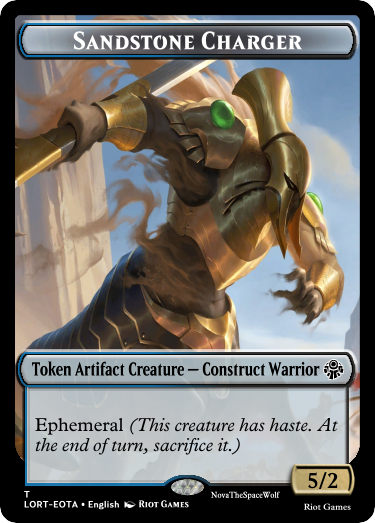 Sandstone Charger
Token Artifact Creature — Construct Warrior
Ephemeral (This creature has haste. At
the end of turn, sacrifice it.)
5/2
T
LORT-EOTA • English Riot Games
NovaTheSpaceWolf
Riot Games